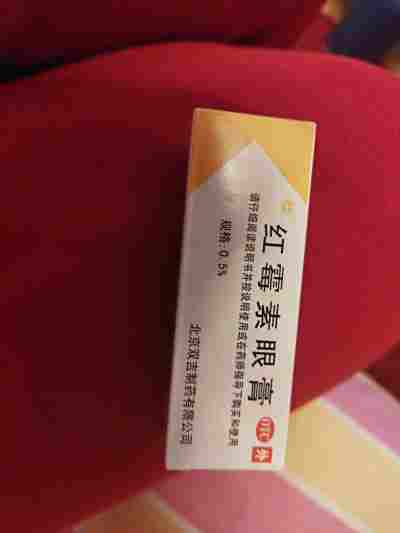 红霉素眼膏
OTC
外
请仔细阅读说明书并按说明使用或在药师指导下购买和使用
规格:0.5%
北京双吉制药有限公司